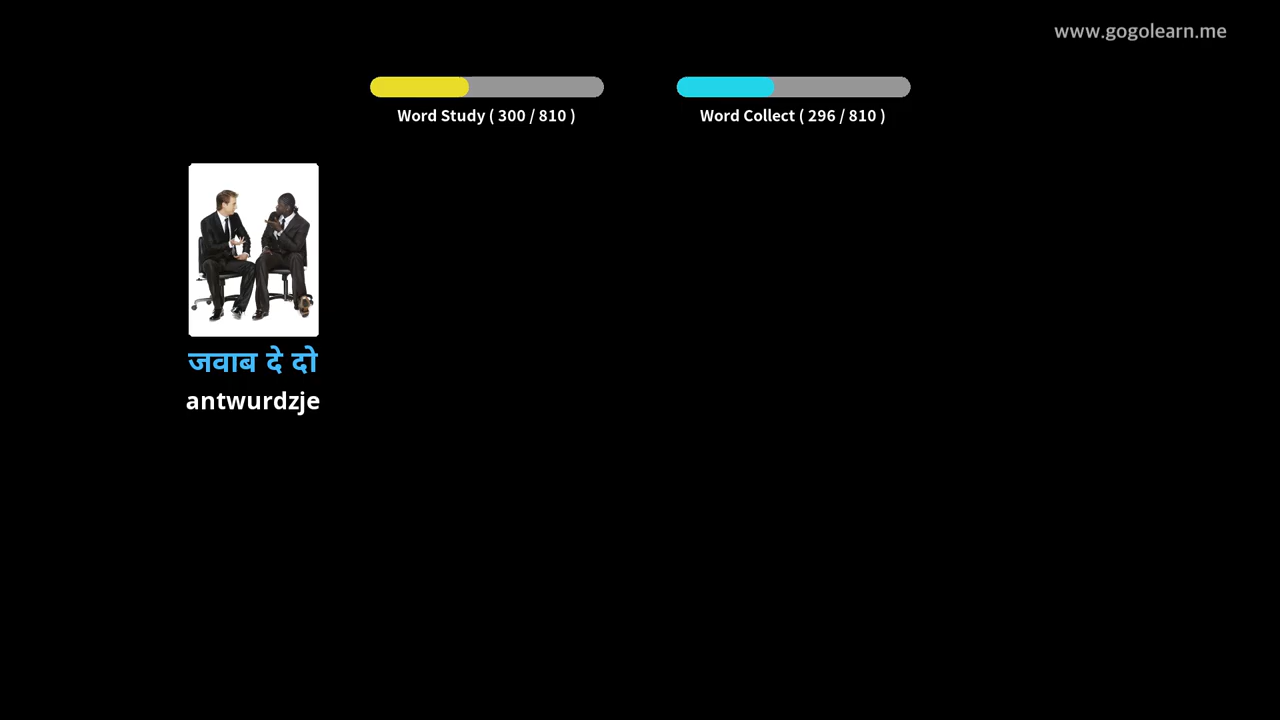 www.gogolearn.me
Word Study ( 300 / 810 )
Word Collect ( 296 / 810 )
जवाब दे दो
antwurdzje